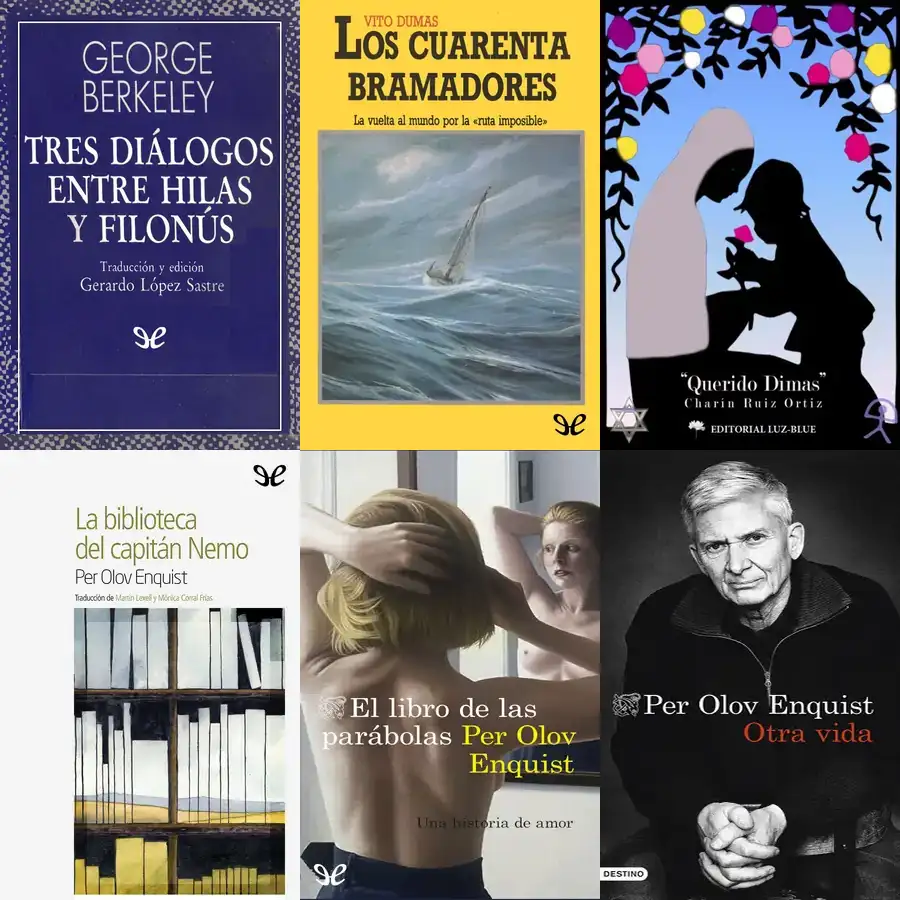 GEORGE
BERKELEY
TRES DIÁLOGOS
ENTRE HILAS
Y FILONÚS
Traducción y edición
Gerardo López Sastre
VITO DUMAS
LOS CUARENTA
BRAMADORES
La vuelta al mundo por la «ruta imposible»
"Querido Dimas"
Charin Ruiz Ortiz
EDITORIAL LUZ-BLUE
La biblioteca
del capitán Nemo
Per Olov Enquist
Traducción de Martin Lexell y Mónica Corral Frías
El libro de las
parábolas Per Olov
Enquist
Una historia de amor
Per Olov Enquist
Otra vida
DESTINO